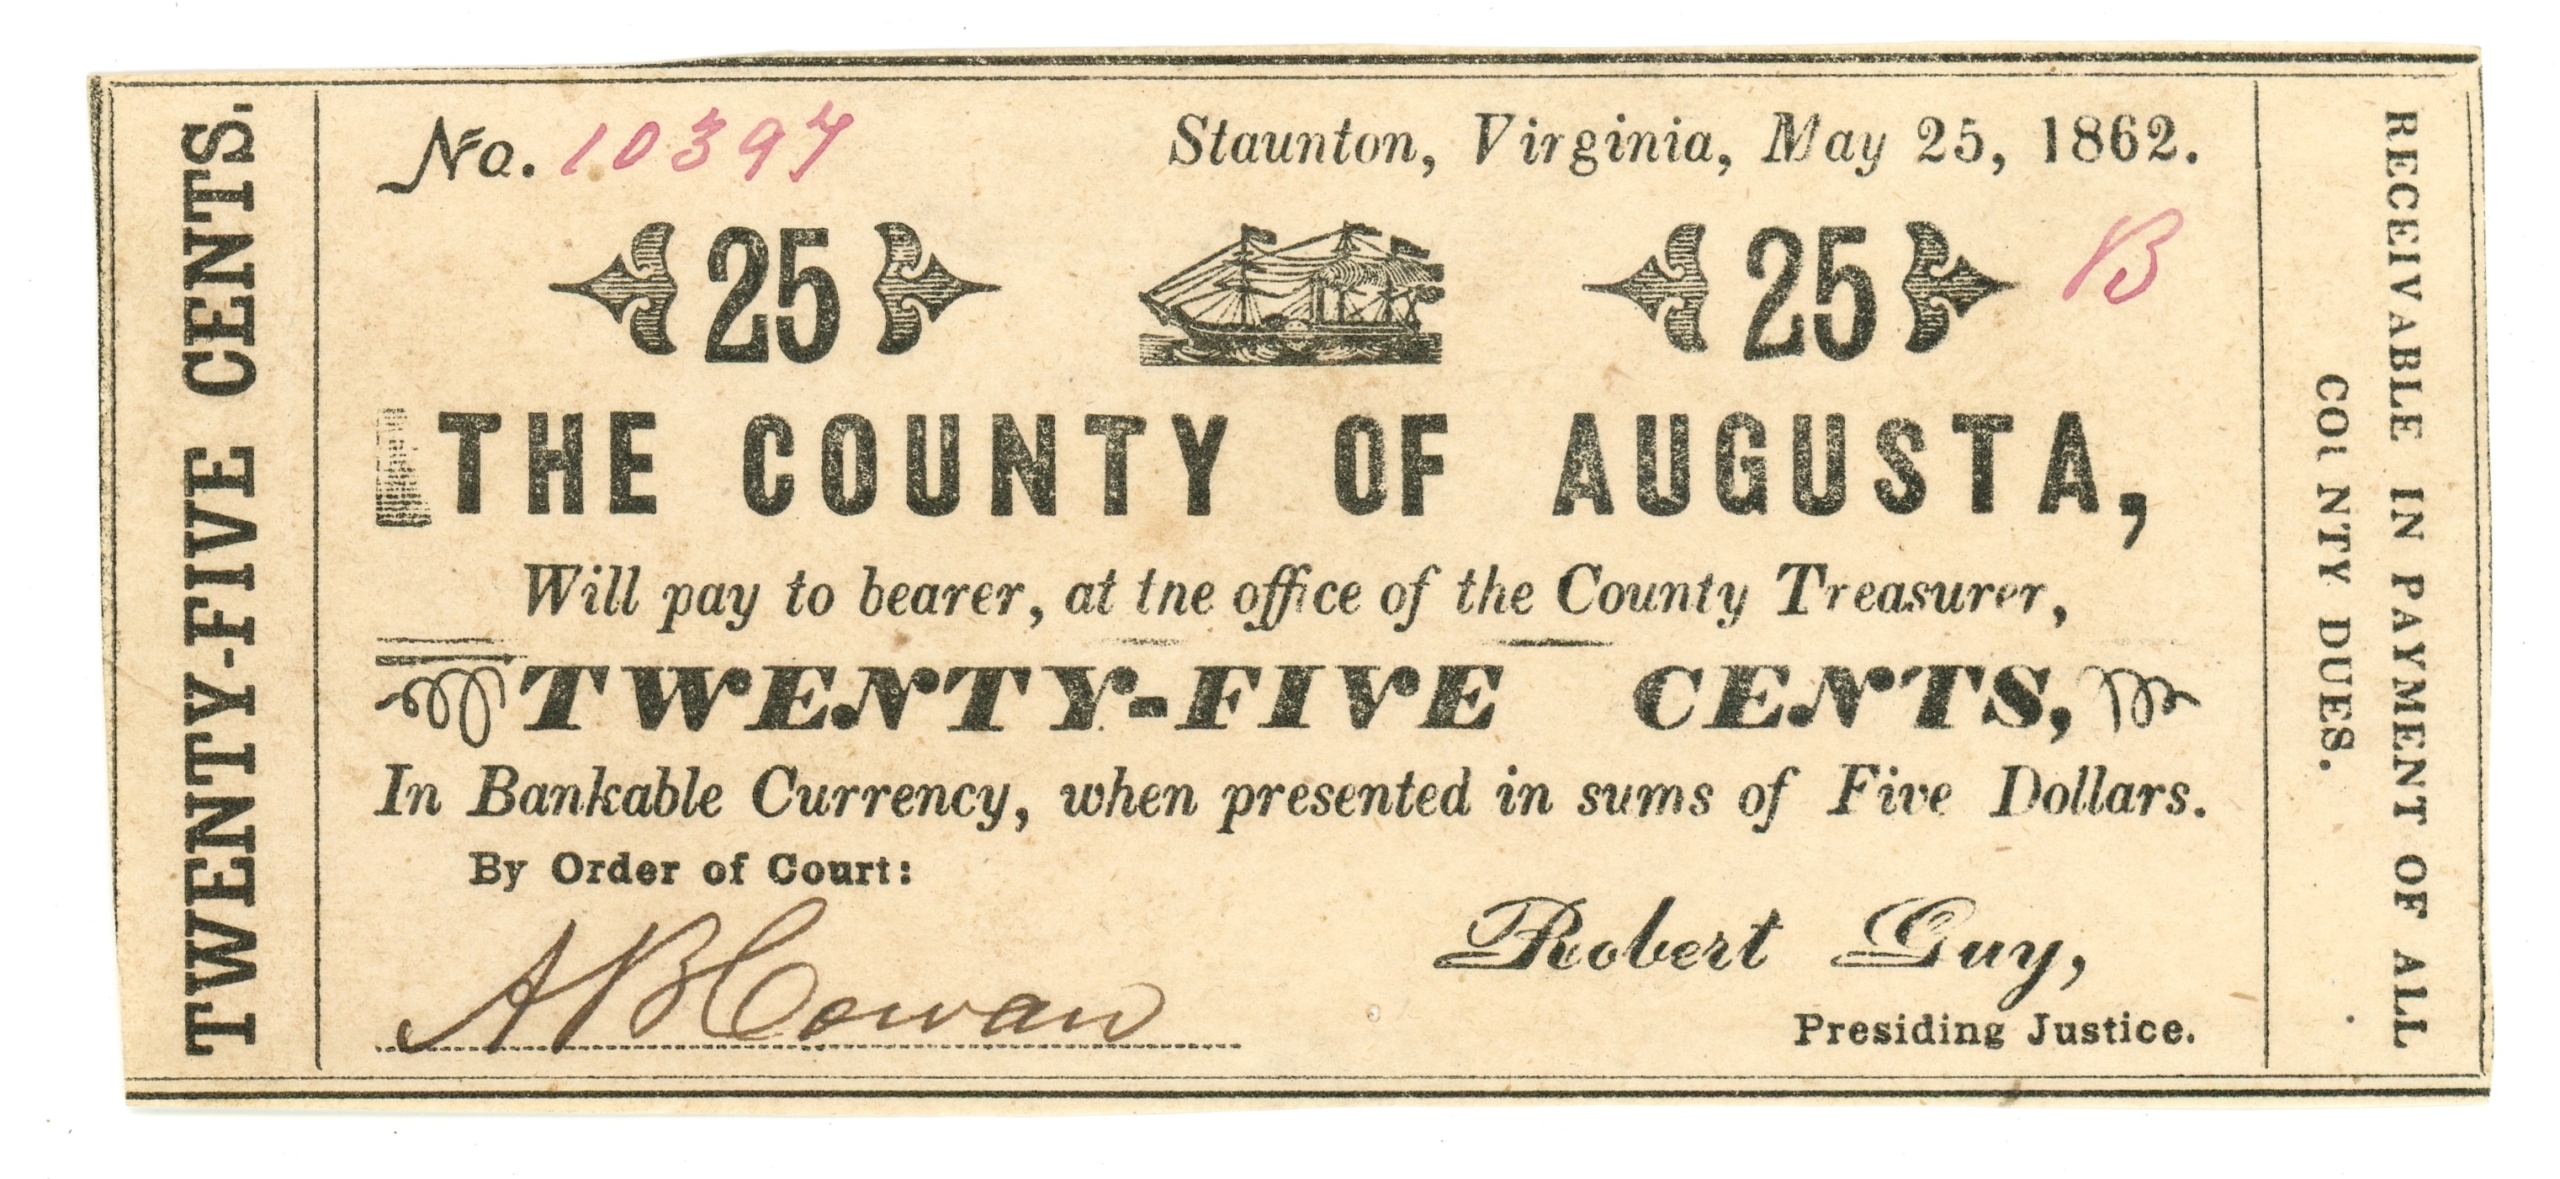 TWENTY-FIVE CENTS.
No. 10397
Staunton, Virginia, May 25, 1862.
25
25
B
THE COUNTY OF AUGUSTA,
Will pay to bearer, at tne office of the County Treasurer,
TWENTY-FIVE CENTS,
In Bankable Currency, when presented in sums of Five Dollars.
By Order of Court:
A B Cowan
Robert Guy,
Presiding Justice.
RECEIVABLE IN PAYMENT OF ALL
COUNTY DUES.